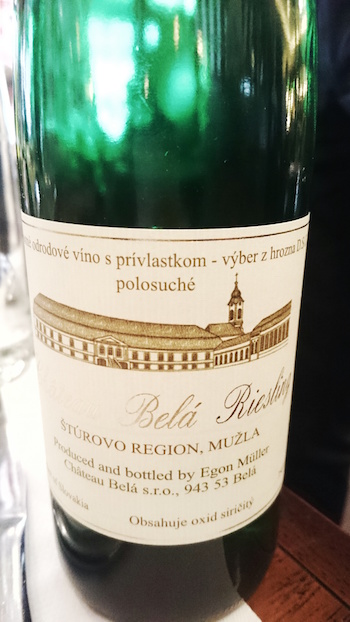 odrodové víno s prívlastkom - výber z hrozna D.S.
polosuché
Belá Riesling
ŠTÚROVO REGION, MUŽLA
Produced and bottled by Egon Müller
Château Belá s.r.o., 943 53 Belá
Slovakia
Obsahuje oxid siričitý